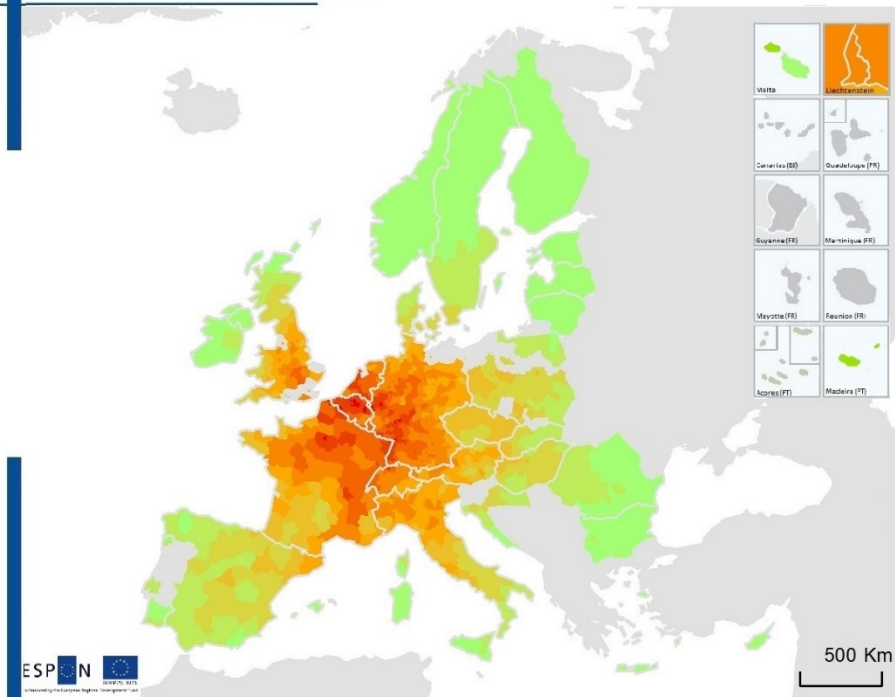 Malta
Liechtenstein
Canarias (ES)
Guadeloupe (FR)
Guyanne (FR)
Martinique (FR)
Mayotte (FR)
Reunion (FR)
Acores (PT)
Madeira (PT)
ESPON
500 Km